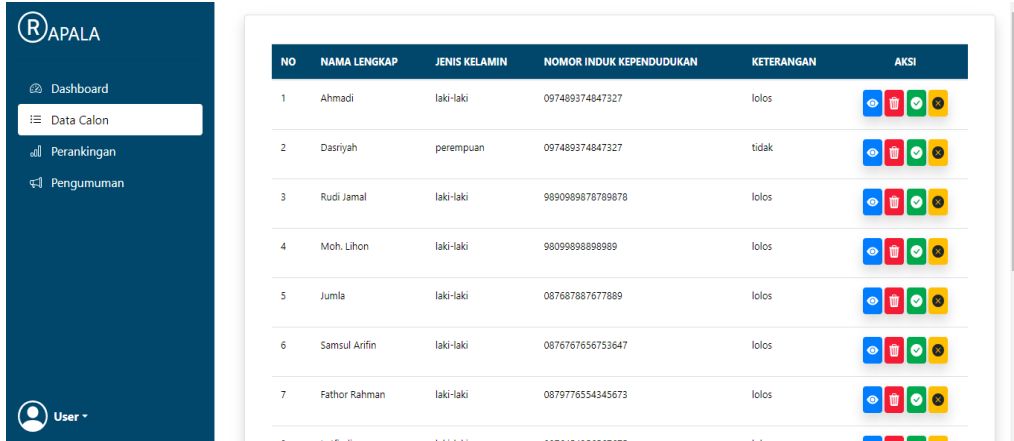 RAPALA
Dashboard
Data Calon
Perankingan
Pengumuman
User
NO NAMA LENGKAP JENIS KELAMIN NOMOR INDUK KEPENDUDUKAN KETERANGAN AKSI
1 Ahmadi laki-laki 097489374847327 lolos
2 Dasriyah perempuan 097489374847327 tidak
3 Rudi Jamal laki-laki 9890989878789878 lolos
4 Moh. Lihon laki-laki 98099898898989 lolos
5 Jumla laki-laki 087687887677889 lolos
6 Samsul Arifin laki-laki 0876767656753647 lolos
7 Fathor Rahman laki-laki 0879776554345673 lolos